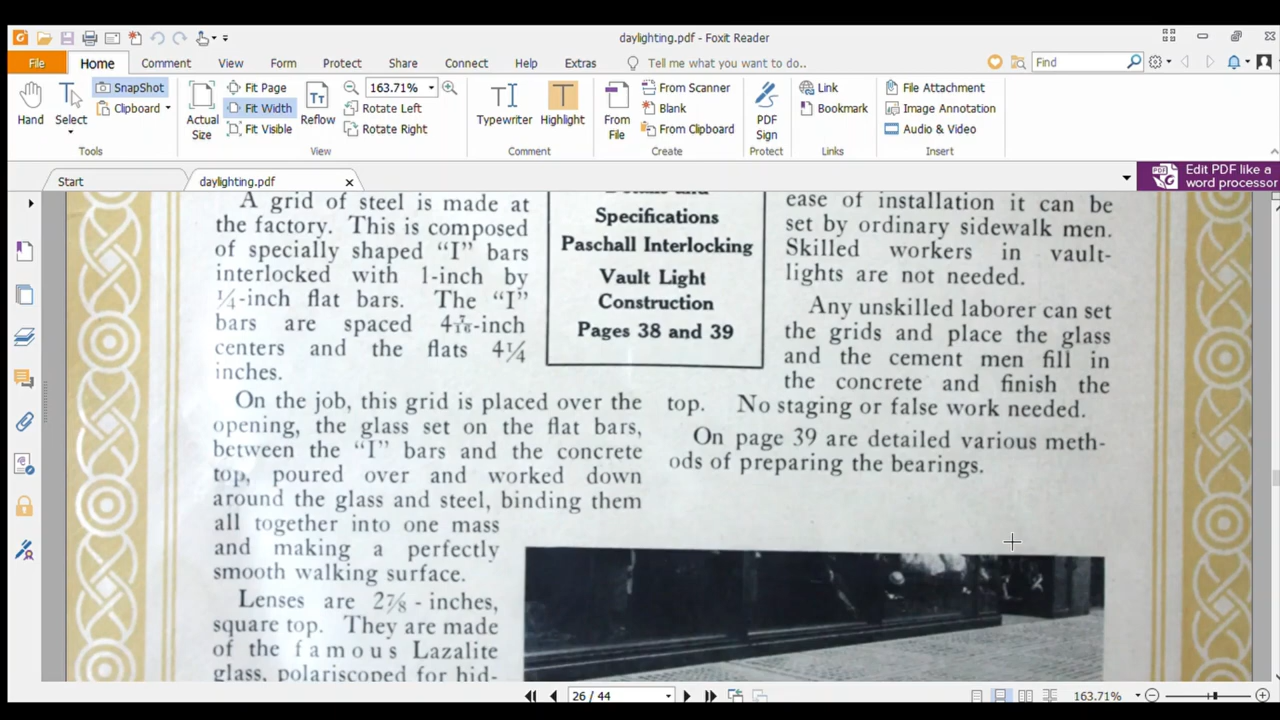 daylighting.pdf - Foxit Reader
File
Home
Comment
View
Form
Protect
Share
Connect
Help
Extras
Tell me what you want to do..
Find
Hand
Select
SnapShot
Clipboard
Tools
Actual
Size
Fit Page
Fit Width
Fit Visible
Reflow
163.71%
Rotate Left
Rotate Right
View
Typewriter
Highlight
Comment
From
File
From Scanner
Blank
From Clipboard
Create
PDF
Sign
Protect
Link
Bookmark
Links
File Attachment
Image Annotation
Audio & Video
Insert
Start
daylighting.pdf
Edit PDF like a
word processor
A grid of steel is made at
the factory. This is composed
of specially shaped "I" bars
interlocked with 1-inch by
¼-inch flat bars. The "I"
bars are spaced 4 7/16-inch
centers and the flats 4¼
inches.
On the job, this grid is placed over the
opening, the glass set on the flat bars,
between the "I" bars and the concrete
top, poured over and worked down
around the glass and steel, binding them
all together into one mass
and making a perfectly
smooth walking surface.
Lenses are 2⅞ - inches,
square top. They are made
of the famous Lazalite
glass, polariscoped for hid-
Specifications
Paschall Interlocking
Vault Light
Construction
Pages 38 and 39
ease of installation it can be
set by ordinary sidewalk men.
Skilled workers in vault-
lights are not needed.
Any unskilled laborer can set
the grids and place the glass
and the cement men fill in
the concrete and finish the
top. No staging or false work needed.
On page 39 are detailed various meth-
ods of preparing the bearings.
26 / 44
163.71%